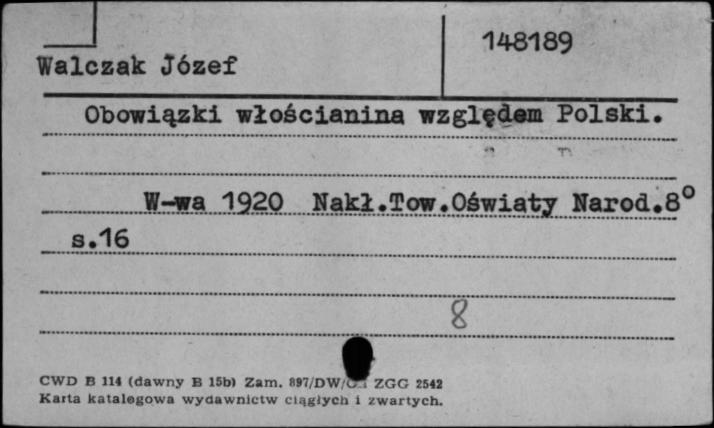 148189
Walczak Józef
Obowiązki włościanina względem Polski.
W-wa 1920 Nakł.Tow.Oświaty Narod.8°
s.16
8
CWD B 114 (dawny B 15b) Zam. 897/DW/ ZGG 2542
Karta katalogowa wydawnictw ciągłych i zwartych.